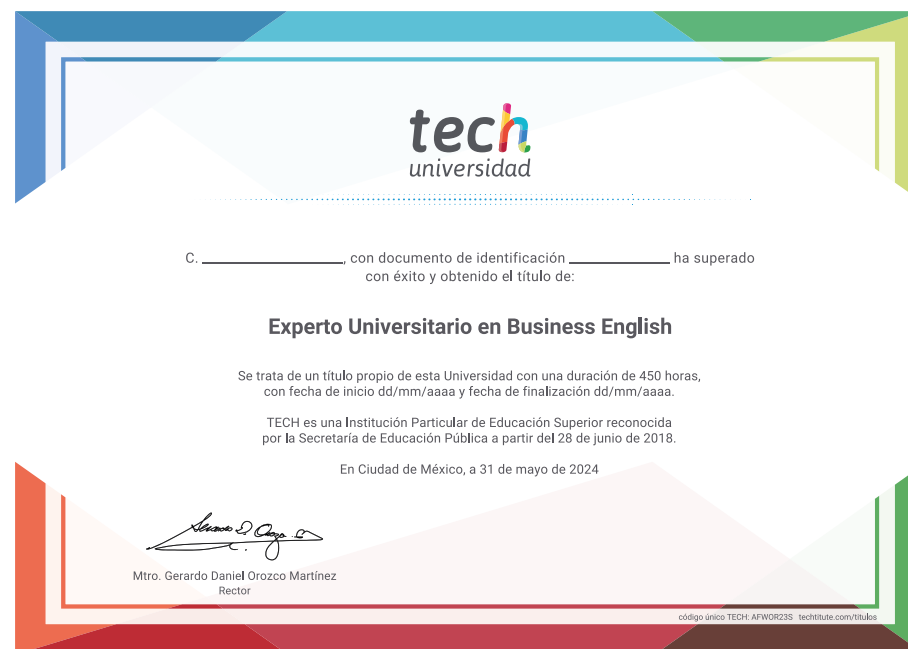 tech
universidad
C. ____________, con documento de identificación ____________ ha superado
con éxito y obtenido el título de:
Experto Universitario en Business English
Se trata de un título propio de esta Universidad con una duración de 450 horas,
con fecha de inicio dd/mm/aaaa y fecha de finalización dd/mm/aaaa.
TECH es una Institución Particular de Educación Superior reconocida
por la Secretaría de Educación Pública a partir del 28 de junio de 2018.
En Ciudad de México, a 31 de mayo de 2024
Mtro. Gerardo Daniel Orozco Martínez
Rector
código único TECH: AFWOR23S techtitute.com/titulos